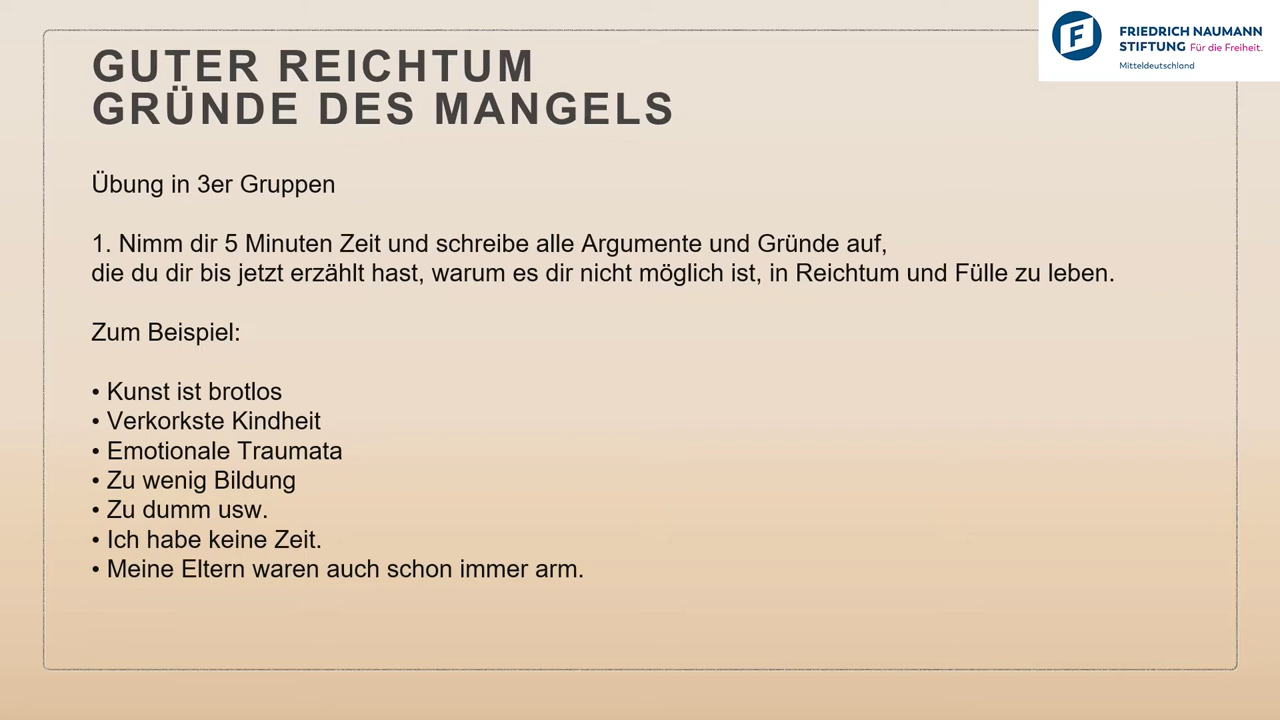 FRIEDRICH NAUMANN
STIFTUNG Für die Freiheit.
Mitteldeutschland
GUTER REICHTUM
GRÜNDE DES MANGELS
Übung in 3er Gruppen
1. Nimm dir 5 Minuten Zeit und schreibe alle Argumente und Gründe auf,
die du dir bis jetzt erzählt hast, warum es dir nicht möglich ist, in Reichtum und Fülle zu leben.
Zum Beispiel:
• Kunst ist brotlos
• Verkorkste Kindheit
• Emotionale Traumata
• Zu wenig Bildung
• Zu dumm usw.
• Ich habe keine Zeit.
• Meine Eltern waren auch schon immer arm.